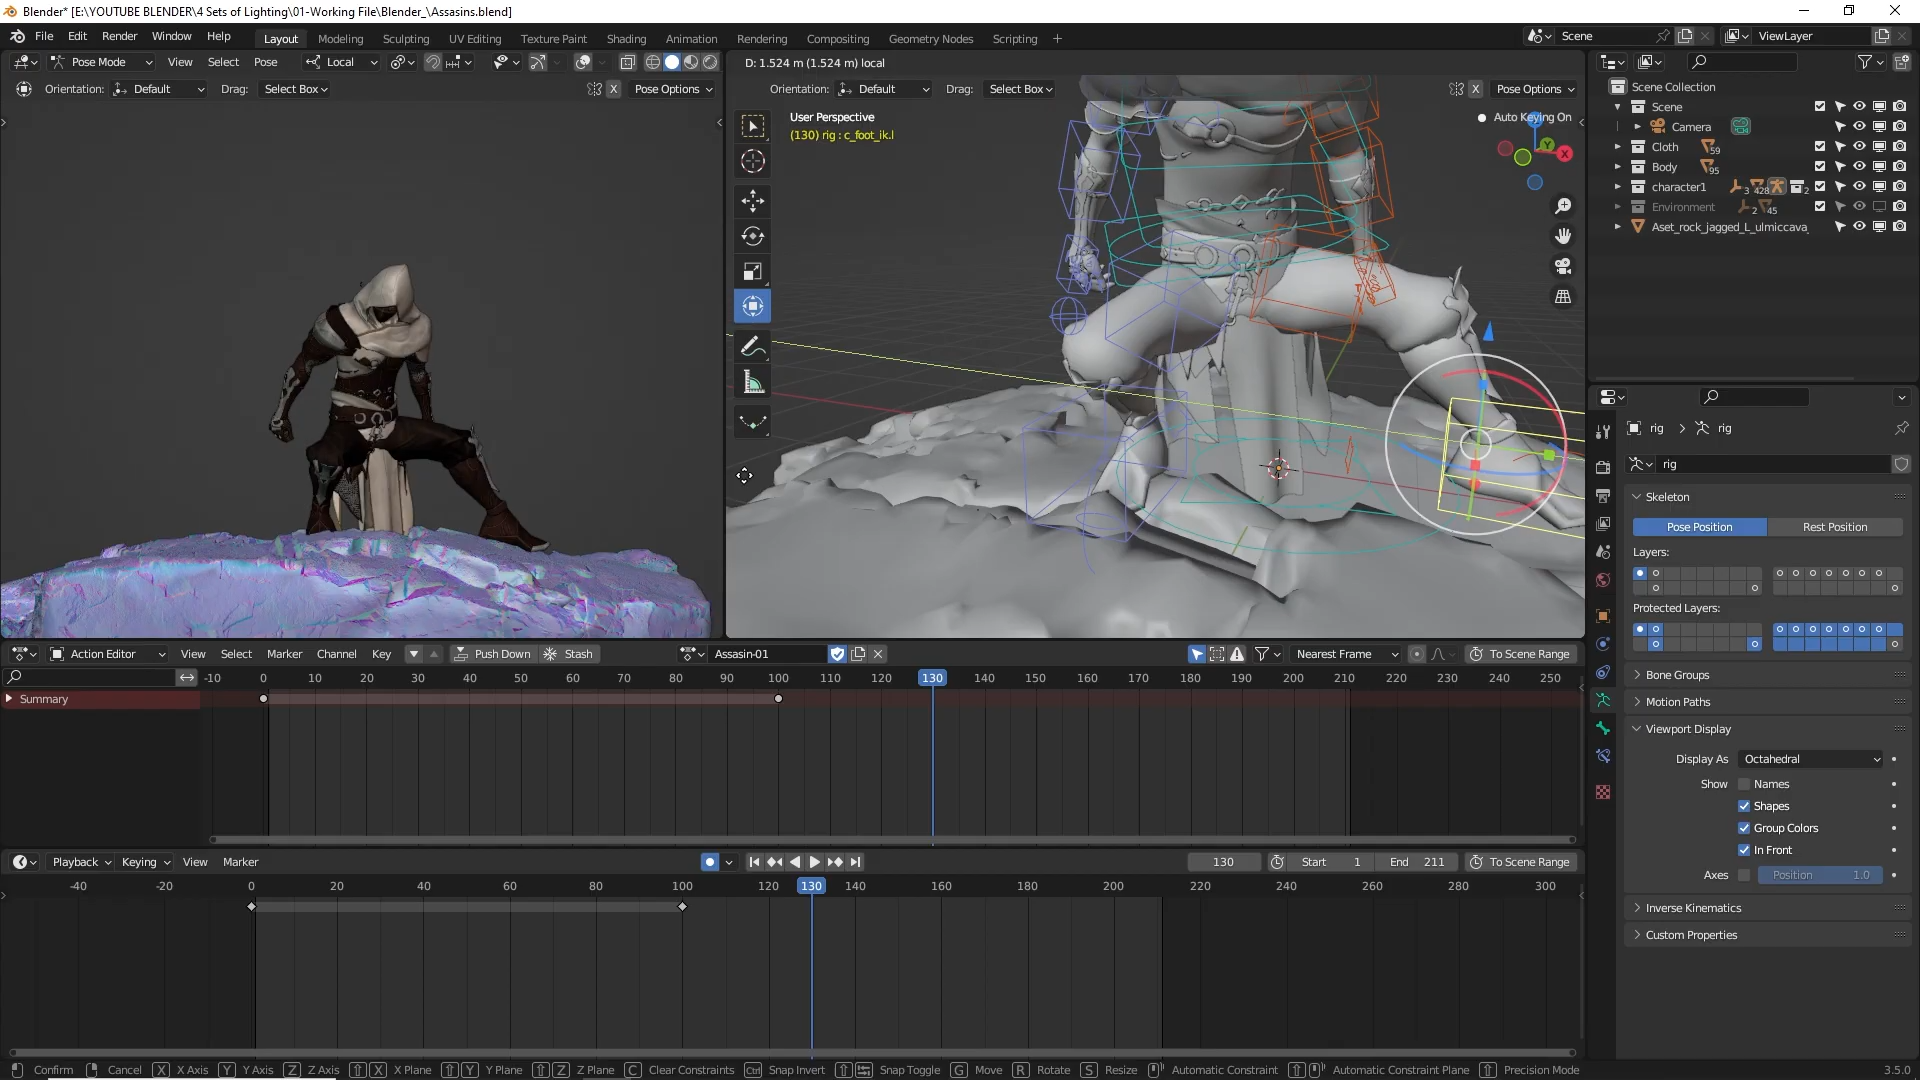 Blender* [E:\YOUTUBE BLENDER\4 Sets of Lighting\01-Working File\Blender_\Assasins.blend]
File Edit Render Window Help Layout Modeling Sculpting UV Editing Texture Paint Shading Animation Rendering Compositing Geometry Nodes Scripting + Scene ViewLayer
Pose Mode View Select Pose Local D: 1.524 m (1.524 m) local
Orientation: Default Drag: Select Box X Pose Options Orientation: Default Drag: Select Box X Pose Options
User Perspective
(130) rig : c_foot_ik.l
Auto Keying On
Y
X
Scene Collection
Scene
Camera
Cloth 59
Body 95
character1 3 428 2
Environment 2 45
Aset_rock_jagged_L_ulmiccava_
rig > rig
rig
Skeleton
Pose Position Rest Position
Layers:
Protected Layers:
Bone Groups
Motion Paths
Viewport Display
Display As Octahedral
Show Names
Shapes
Group Colors
In Front
Axes Position 1.0
Inverse Kinematics
Custom Properties
Action Editor View Select Marker Channel Key Push Down Stash Assasin-01 Nearest Frame To Scene Range
-10 0 10 20 30 40 50 60 70 80 90 100 110 120 130 140 150 160 170 180 190 200 210 220 230 240 250
Summary
Playback Keying View Marker 130 Start 1 End 211 To Scene Range
-40 -20 0 20 40 60 80 100 120 130 140 160 180 200 220 240 260 280 300
Confirm Cancel X X Axis Y Y Axis Z Z Axis X X Plane Y Y Plane Z Z Plane C Clear Constraints Ctrl Snap Invert Snap Toggle G Move R Rotate S Resize Automatic Constraint Automatic Constraint Plane Precision Mode 3.5.0